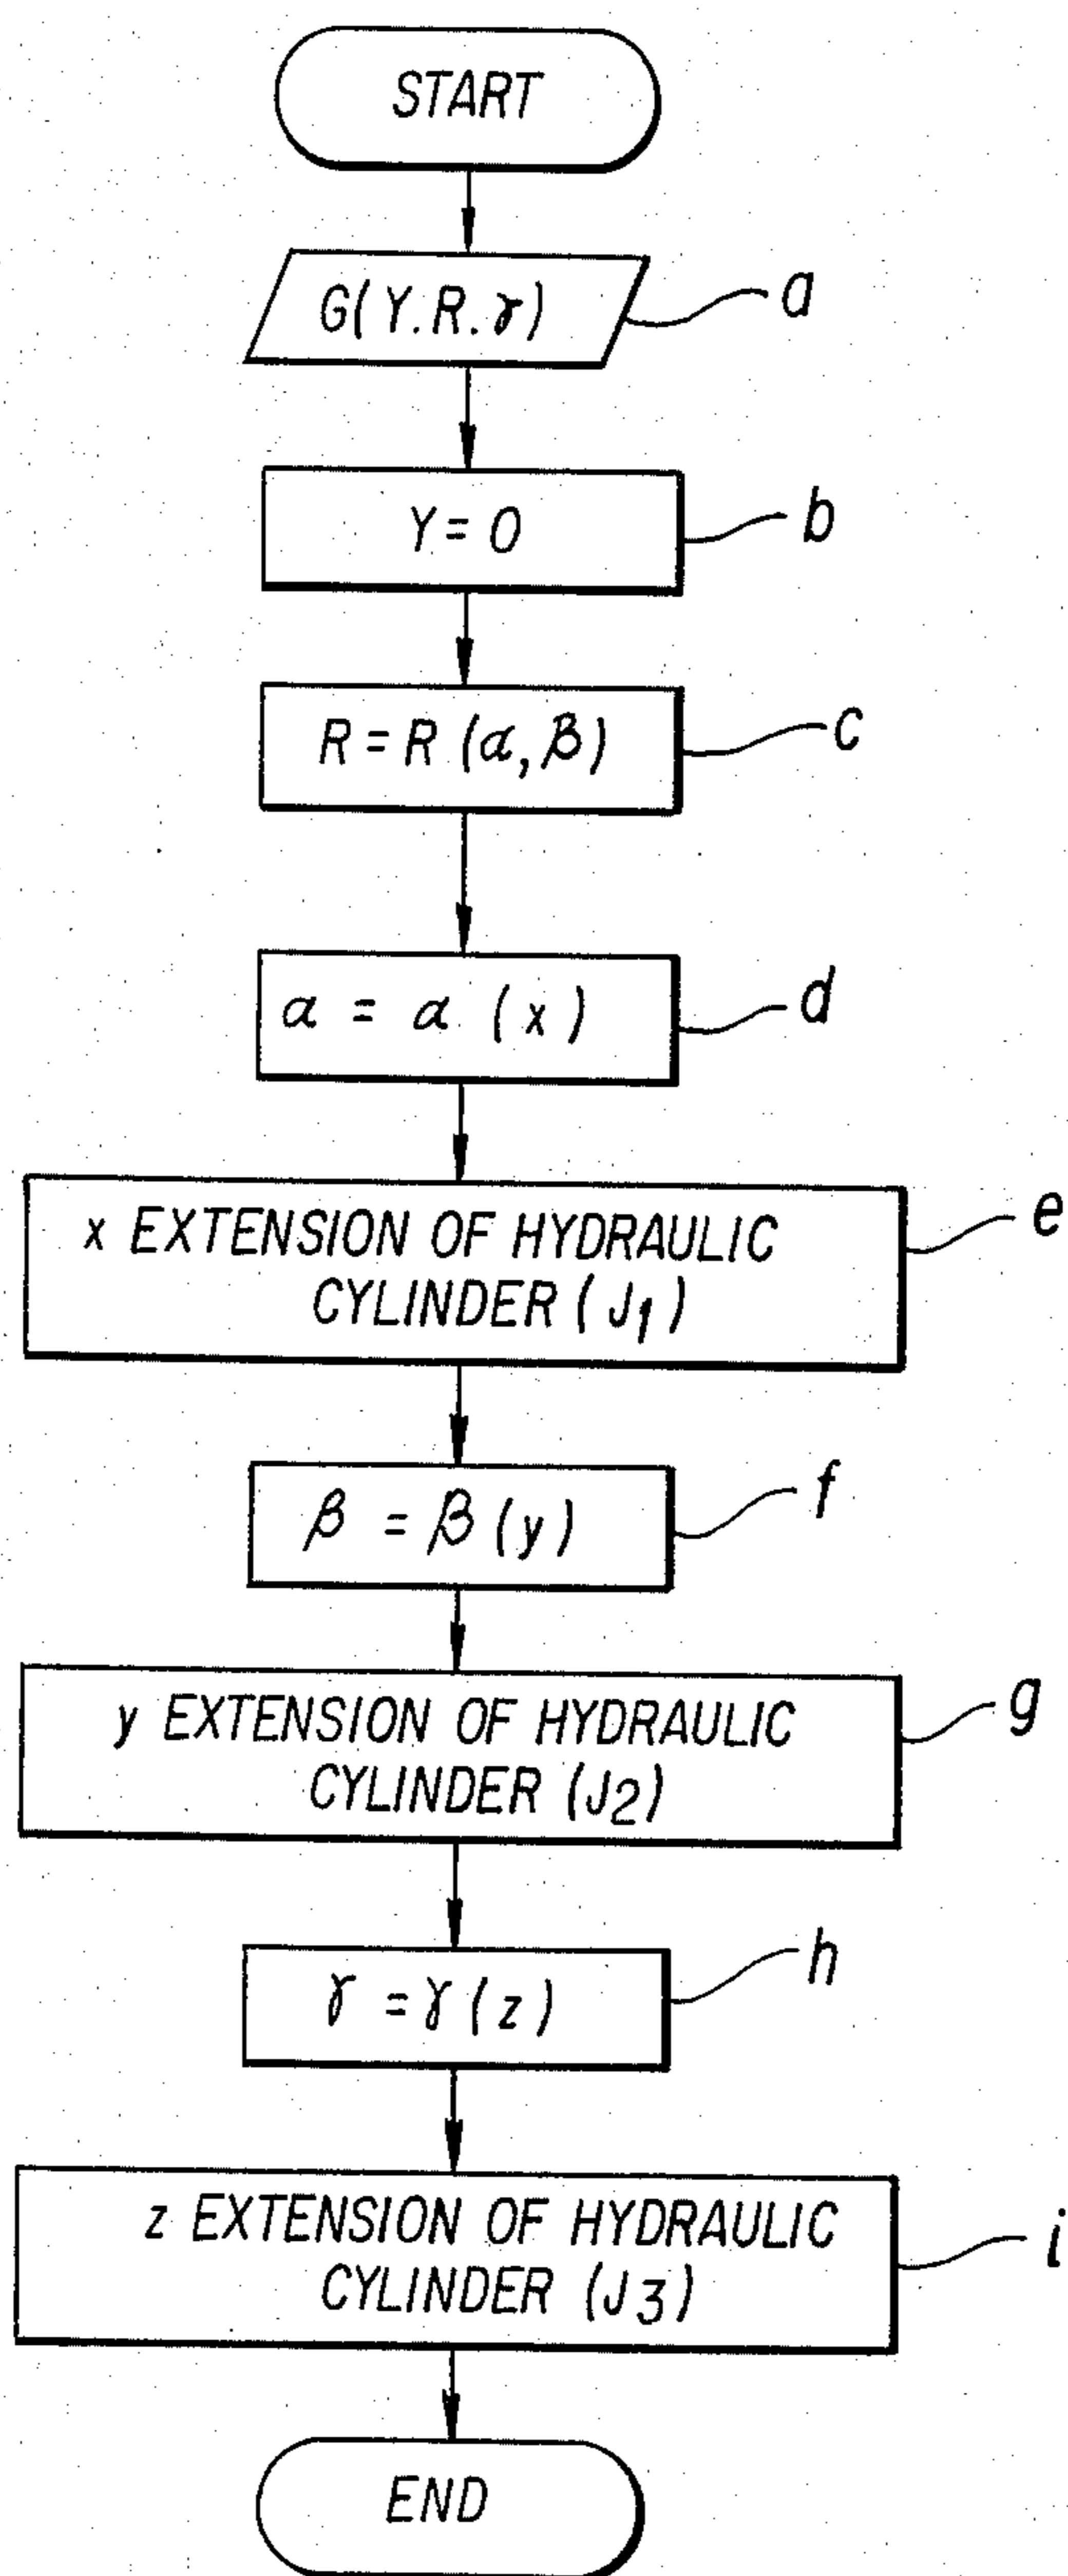 START
G(Y.R.γ)
a
Y=0
b
R=R(α,β)
c
α = α (x)
d
x EXTENSION OF HYDRAULIC
CYLINDER (J1)
e
β = β(y)
f
y EXTENSION OF HYDRAULIC
CYLINDER (J2)
g
γ = γ(z)
h
z EXTENSION OF HYDRAULIC
CYLINDER (J3)
i
END